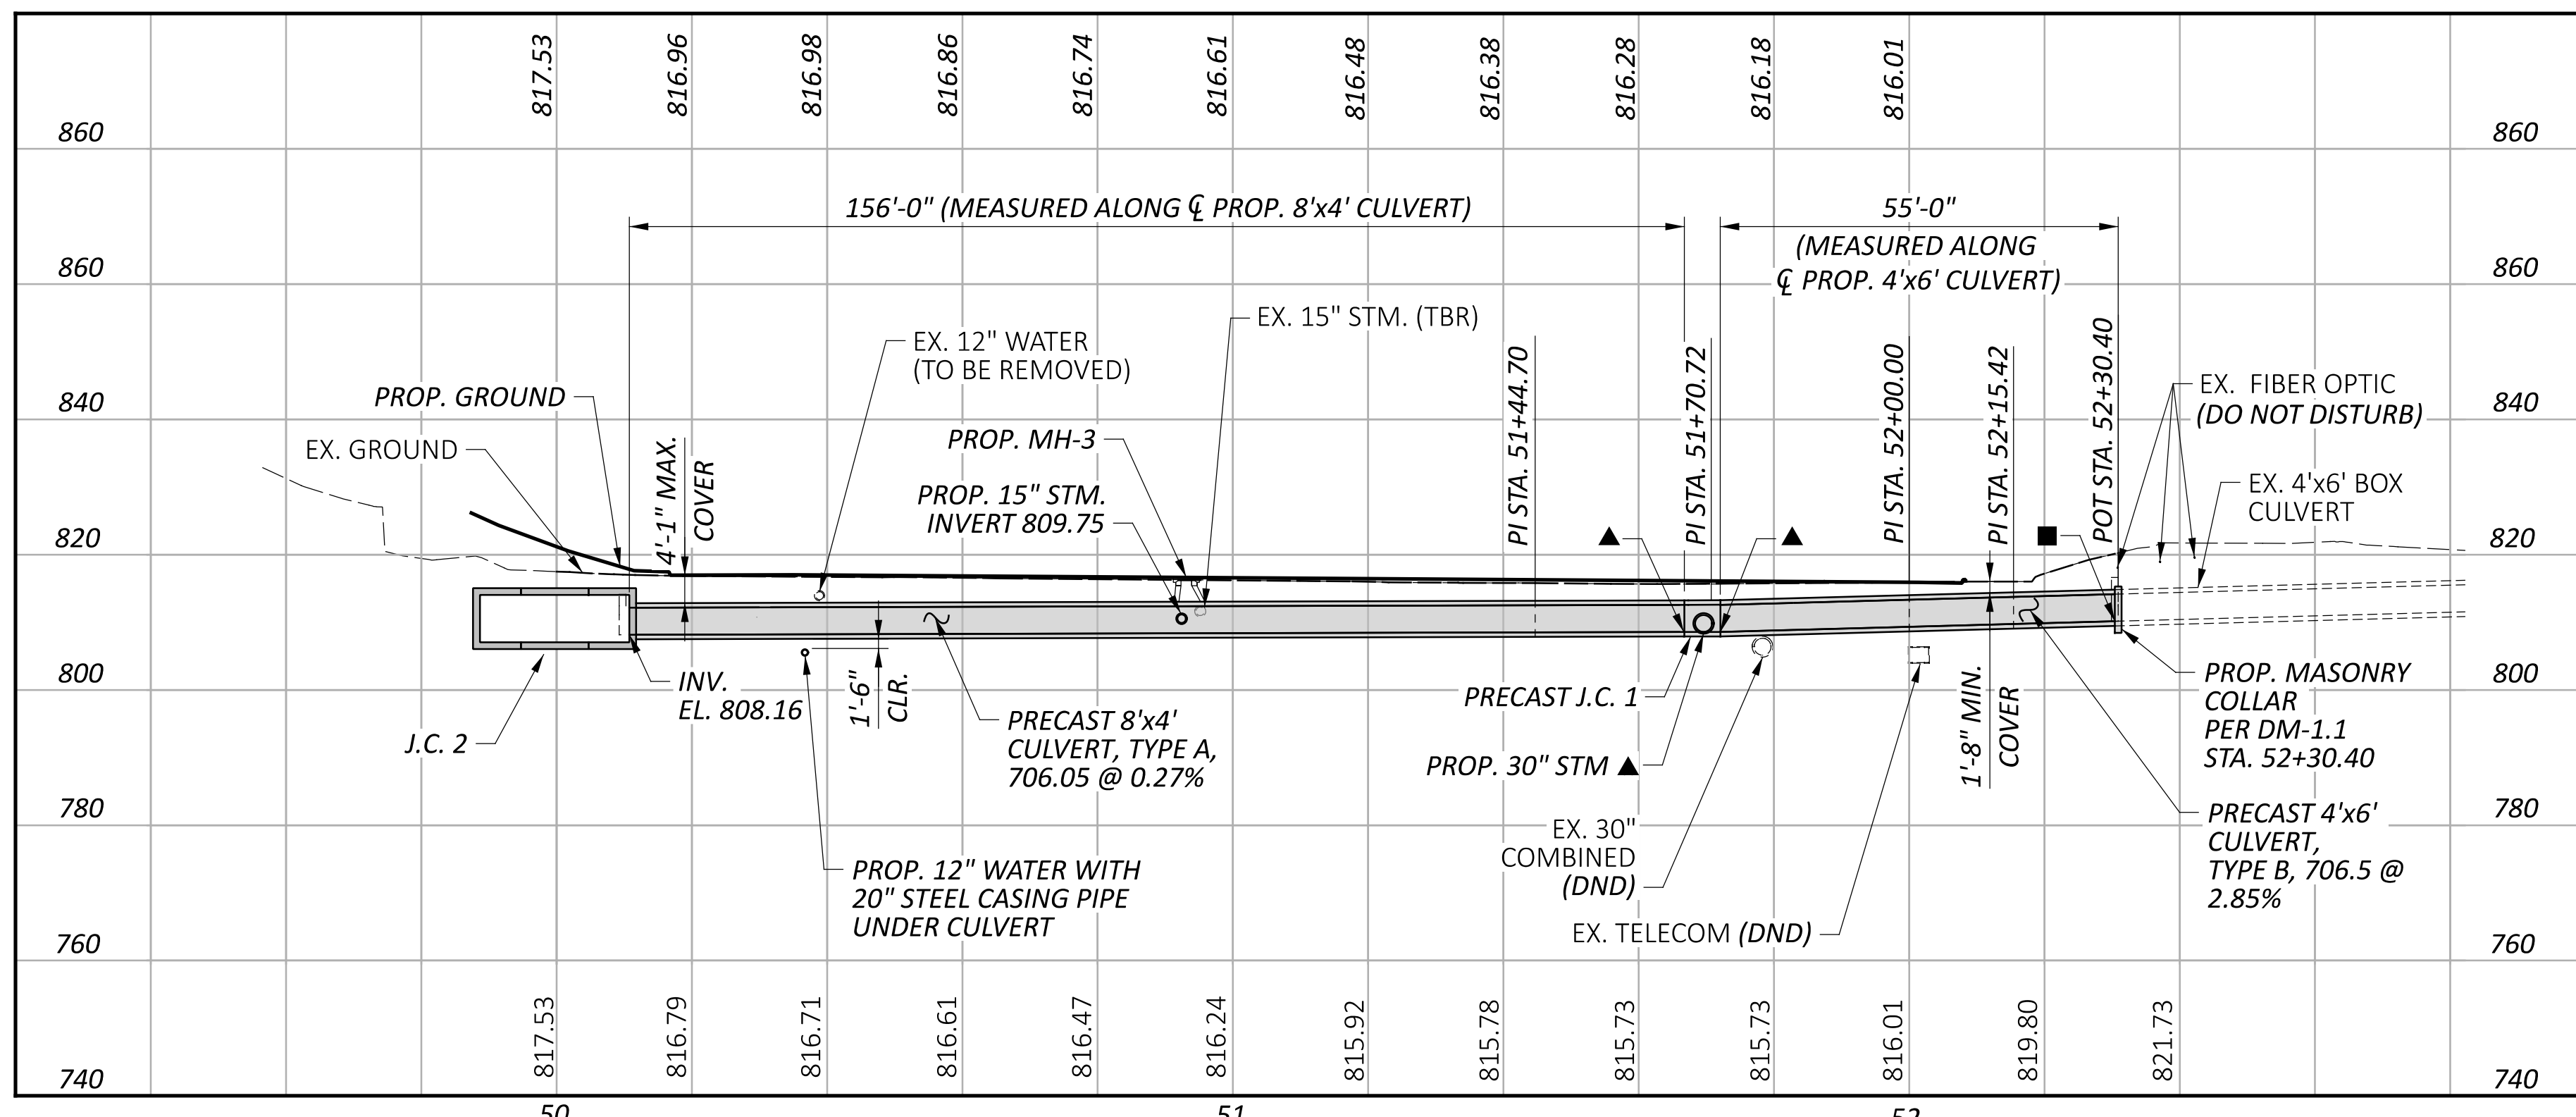 817.53
816.96
816.98
816.86
816.74
816.61
816.48
816.38
816.28
816.18
816.01
860
860
156'-0" (MEASURED ALONG ℄ PROP. 8'x4' CULVERT)
55'-0"
(MEASURED ALONG
℄ PROP. 4'x6' CULVERT)
860
860
EX. 15" STM. (TBR)
EX. 12" WATER
(TO BE REMOVED)
PROP. GROUND
840
EX. GROUND
4'-1" MAX.
COVER
PROP. MH-3
PROP. 15" STM.
INVERT 809.75
PI STA. 51+44.70
▲
PI STA. 51+70.72
▲
PI STA. 52+00.00
PI STA. 52+15.42
■
POT STA. 52+30.40
EX. FIBER OPTIC
(DO NOT DISTURB)
840
EX. 4'x6' BOX
CULVERT
820
820
800
INV.
EL. 808.16
1'-6"
CLR.
J.C. 2
PRECAST 8'x4'
CULVERT, TYPE A,
706.05 @ 0.27%
PRECAST J.C. 1
PROP. 30" STM ▲
1'-8" MIN.
COVER
PROP. MASONRY
COLLAR
PER DM-1.1
STA. 52+30.40
800
780
PROP. 12" WATER WITH
20" STEEL CASING PIPE
UNDER CULVERT
EX. 30"
COMBINED
(DND)
EX. TELECOM (DND)
PRECAST 4'x6'
CULVERT,
TYPE B, 706.5 @
2.85%
780
760
760
817.53
816.79
816.71
816.61
816.47
816.24
815.92
815.78
815.73
815.73
816.01
819.80
821.73
740
740
50
51
52